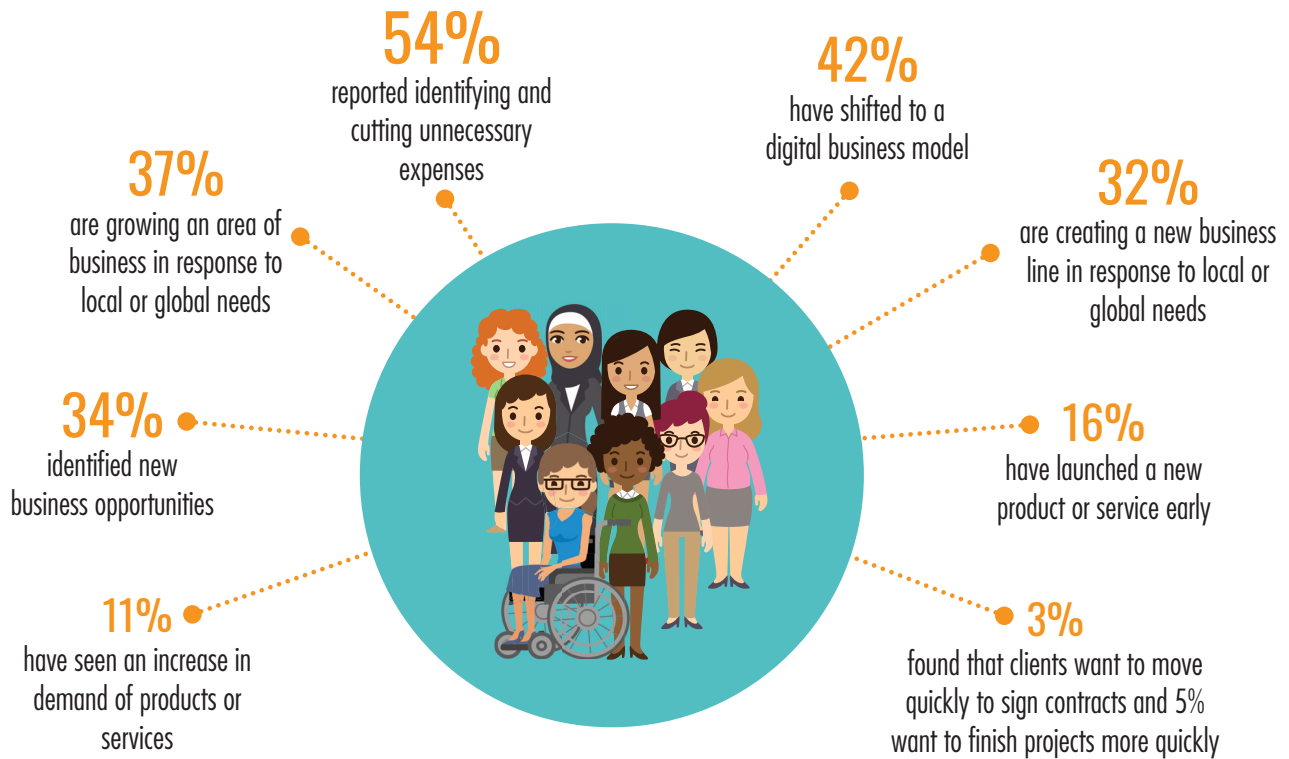 54%
reported identifying and
cutting unnecessary
expenses
42%
have shifted to a
digital business model
37%
are growing an area of
business in response to
local or global needs
32%
are creating a new business
line in response to local or
global needs
34%
identified new
business opportunities
16%
have launched a new
product or service early
11%
have seen an increase in
demand of products or
services
3%
found that clients want to move
quickly to sign contracts and 5%
want to finish projects more quickly